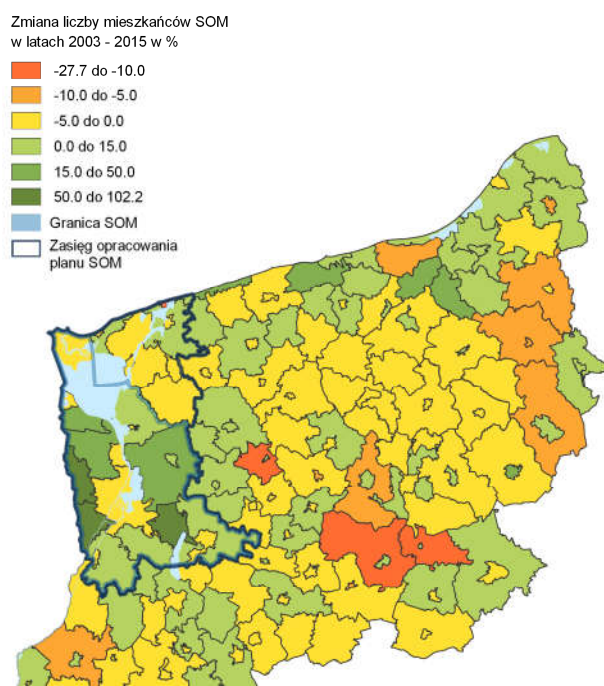 Zmiana liczby mieszkańców SOM
w latach 2003 - 2015 w %
-27.7 do -10.0
-10.0 do -5.0
-5.0 do 0.0
0.0 do 15.0
15.0 do 50.0
50.0 do 102.2
Granica SOM
Zasięg opracowania
planu SOM